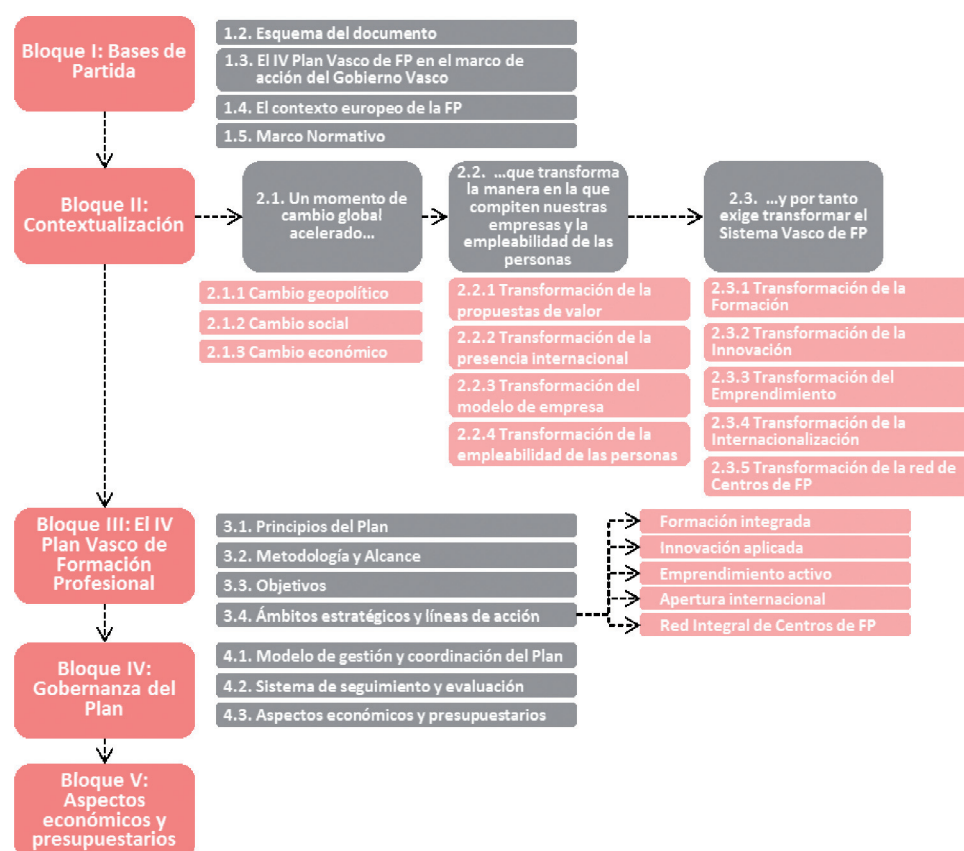 Bloque I: Bases de
Partida
1.2. Esquema del documento
1.3. El IV Plan Vasco de FP en el marco de
acción del Gobierno Vasco
1.4. El contexto europeo de la FP
1.5. Marco Normativo
Bloque II:
Contextualización
2.1. Un momento de
cambio global
acelerado...
2.2. ...que transforma
la manera en la que
compiten nuestras
empresas y la
empleabilidad de las
personas
2.3. ...y por tanto
exige transformar el
Sistema Vasco de FP
2.1.1 Cambio geopolítico
2.1.2 Cambio social
2.1.3 Cambio económico
2.2.1 Transformación de la
propuestas de valor
2.2.2 Transformación de la
presencia internacional
2.2.3 Transformación del
modelo de empresa
2.2.4 Transformación de la
empleabilidad de las personas
2.3.1 Transformación de la
Formación
2.3.2 Transformación de la
Innovación
2.3.3 Transformación del
Emprendimiento
2.3.4 Transformación de la
Internacionalización
2.3.5 Transformación de la red de
Centros de FP
Bloque III: El IV
Plan Vasco de
Formación
Profesional
3.1. Principios del Plan
3.2. Metodología y Alcance
3.3. Objetivos
3.4. Ámbitos estratégicos y líneas de acción
Formación integrada
Innovación aplicada
Emprendimiento activo
Apertura internacional
Red Integral de Centros de FP
Bloque IV:
Gobernanza del
Plan
4.1. Modelo de gestión y coordinación del Plan
4.2. Sistema de seguimiento y evaluación
4.3. Aspectos económicos y presupuestarios
Bloque V:
Aspectos
económicos y
presupuestarios